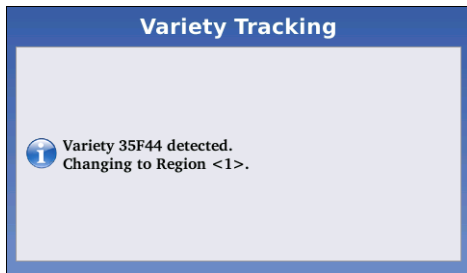 Variety Tracking
Variety 35F44 detected.
Changing to Region <1>.